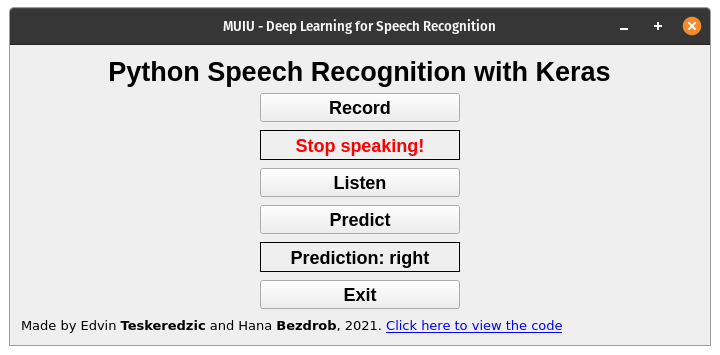 MUIU - Deep Learning for Speech Recognition
Python Speech Recognition with Keras
Record
Stop speaking!
Listen
Predict
Prediction: right
Exit
Made by Edvin Teskeredzic and Hana Bezdrob, 2021. Click here to view the code